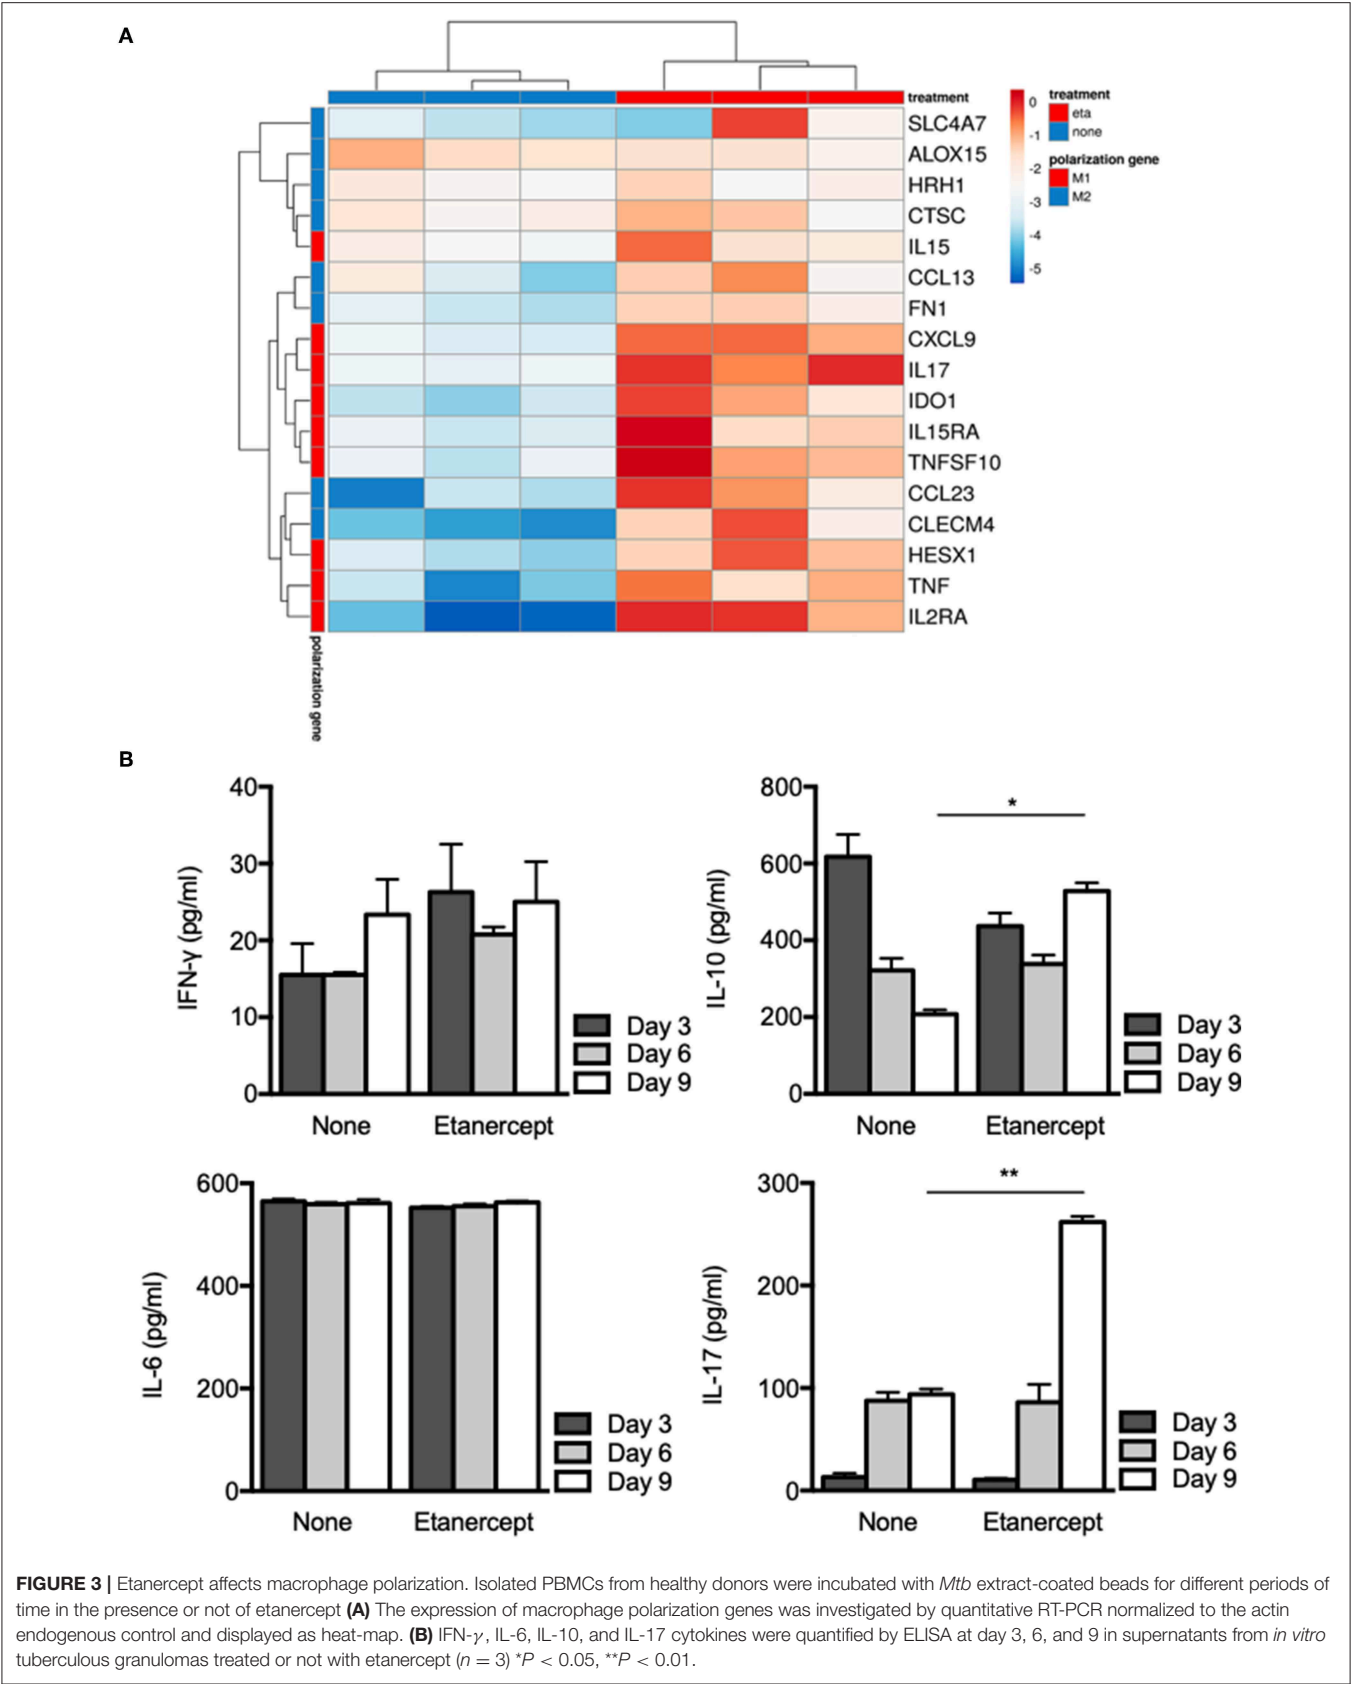 A
treatment
SLC4A7
ALOX15
HRH1
CTSC
IL15
CCL13
FN1
CXCL9
IL17
IDO1
IL15RA
TNFSF10
CCL23
CLECM4
HESX1
TNF
IL2RA
polarization gene
0
-1
-2
-3
-4
-5
treatment
eta
none
polarization gene
M1
M2
B
40
30
20
10
0
IFN-γ (pg/ml)
None Etanercept
Day 3
Day 6
Day 9
800
600
400
200
0
IL-10 (pg/ml)
*
None Etanercept
Day 3
Day 6
Day 9
600
400
200
0
IL-6 (pg/ml)
None Etanercept
Day 3
Day 6
Day 9
300
200
100
0
IL-17 (pg/ml)
**
None Etanercept
Day 3
Day 6
Day 9
FIGURE 3 | Etanercept affects macrophage polarization. Isolated PBMCs from healthy donors were incubated with Mtb extract-coated beads for different periods of
time in the presence or not of etanercept (A) The expression of macrophage polarization genes was investigated by quantitative RT-PCR normalized to the actin
endogenous control and displayed as heat-map. (B) IFN-γ, IL-6, IL-10, and IL-17 cytokines were quantified by ELISA at day 3, 6, and 9 in supernatants from in vitro
tuberculous granulomas treated or not with etanercept (n = 3) *P < 0.05, **P < 0.01.